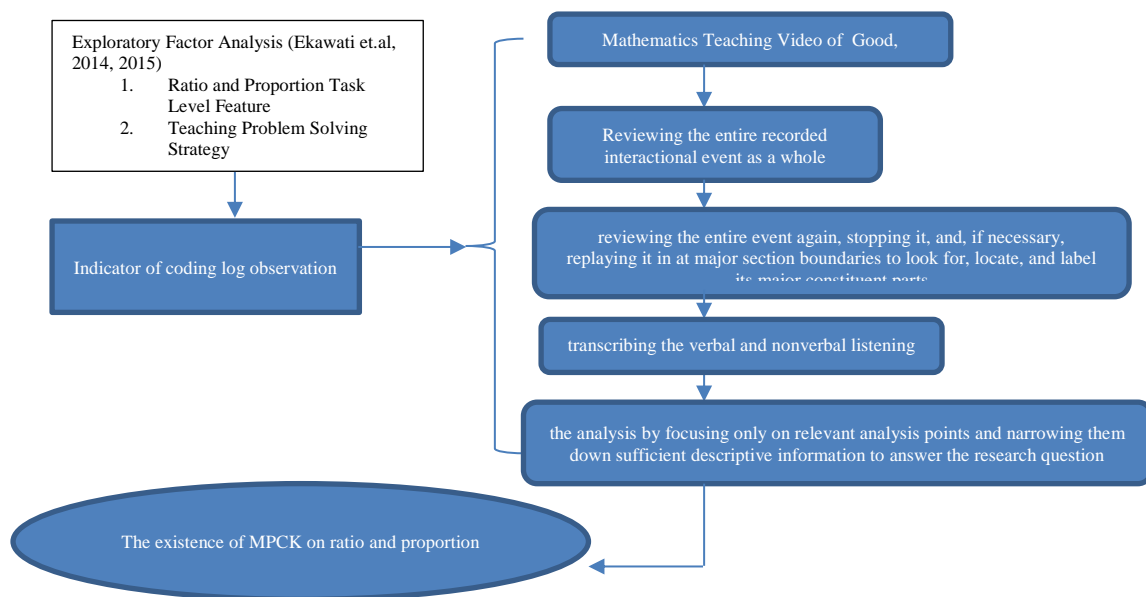 Exploratory Factor Analysis (Ekawati et.al,
2014, 2015)
1. Ratio and Proportion Task
Level Feature
2. Teaching Problem Solving
Strategy
Indicator of coding log observation
Mathematics Teaching Video of Good,
Reviewing the entire recorded
interactional event as a whole
reviewing the entire event again, stopping it, and, if necessary,
replaying it in at major section boundaries to look for, locate, and label
its major constituent parts
transcribing the verbal and nonverbal listening
the analysis by focusing only on relevant analysis points and narrowing them
down sufficient descriptive information to answer the research question
The existence of MPCK on ratio and proportion